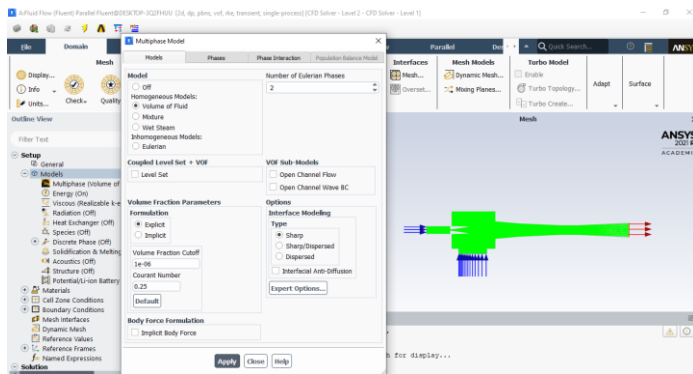 A: AirFluid Flow (Fluent) Parallel Fluent@DESKTOP-3Q2FHUU [2d, dp, pbns, vof, rke, transient, single-process] [CFD Solver - Level 2 - CFD Solver - Level 1]
File
Domain
Parallel
Quick Search...
ANSY
Mesh
Display...
Info
Units...
Check
Quality
Interfaces
Mesh...
Overset...
Mesh Models
Dynamic Mesh...
Mixing Planes...
Turbo Model
Enable
Turbo Topology...
Turbo Create...
Adapt
Surface
Outline View
Filter Text
Setup
General
Models
Multiphase (Volume of
Energy (On)
Viscous (Realizable k-e
Radiation (Off)
Heat Exchanger (Off)
Species (Off)
Discrete Phase (Off)
Solidification & Melting
Acoustics (Off)
Structure (Off)
Potential/Li-ion Battery
Materials
Cell Zone Conditions
Boundary Conditions
Mesh Interfaces
Dynamic Mesh
Reference Values
Reference Frames
Named Expressions
Solution
Multiphase Model
Models
Phases
Phase Interaction
Population Balance Model
Model
Off
Homogeneous Models:
Volume of Fluid
Mixture
Wet Steam
Inhomogeneous Models:
Eulerian
Number of Eulerian Phases
2
Coupled Level Set + VOF
Level Set
VOF Sub-Models
Open Channel Flow
Open Channel Wave BC
Volume Fraction Parameters
Formulation
Explicit
Implicit
Volume Fraction Cutoff
1e-06
Courant Number
0.25
Default
Options
Interface Modeling
Type
Sharp
Sharp/Dispersed
Dispersed
Interfacial Anti-Diffusion
Expert Options...
Body Force Formulation
Implicit Body Force
Apply
Close
Help
Mesh
ANSYS
2021 R
ACADEMI
h for display...